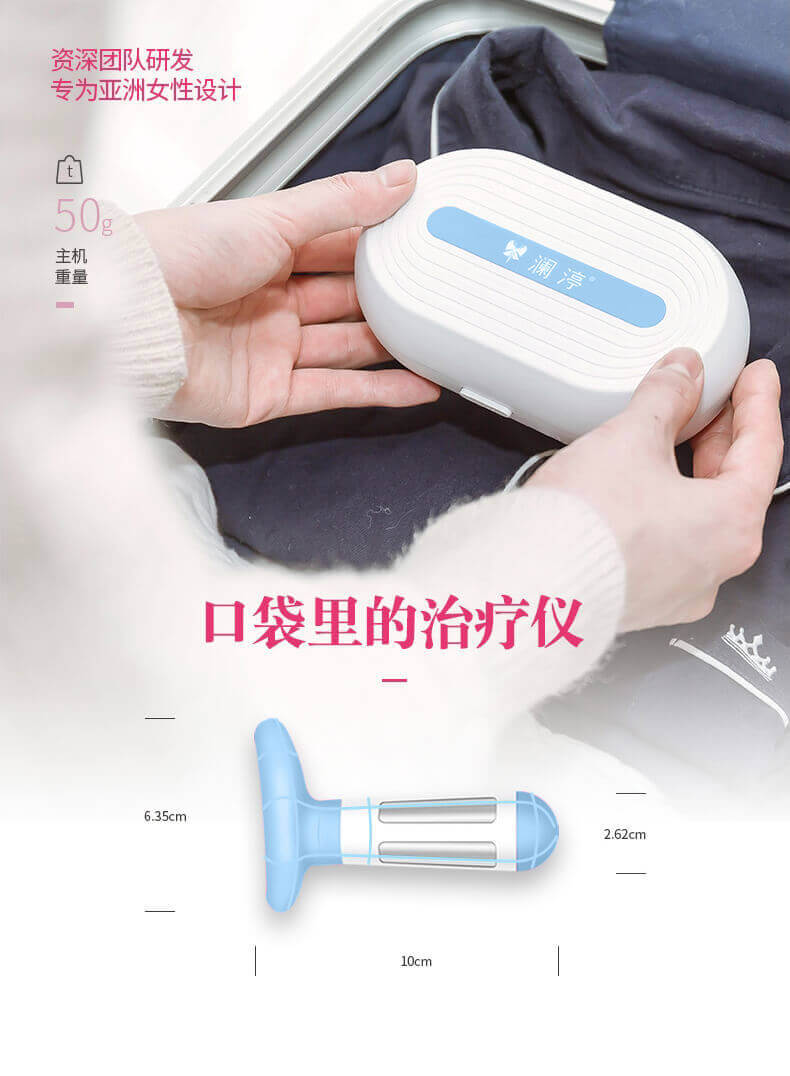 资深团队研发
专为亚洲女性设计
t
50g
主机
重量
澜渟®
口袋里的治疗仪
6.35cm
2.62cm
10cm